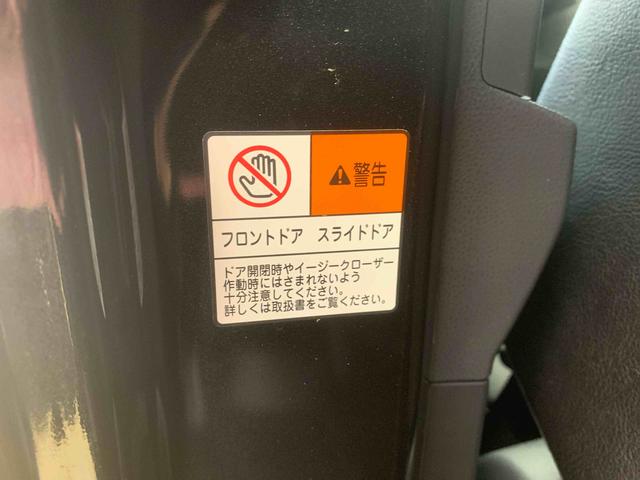 警告
フロントドア スライドドア
ドア開閉時やイージークローザー
作動時にはさまれないよう
十分注意してください。
詳しくは取扱書をご覧ください。